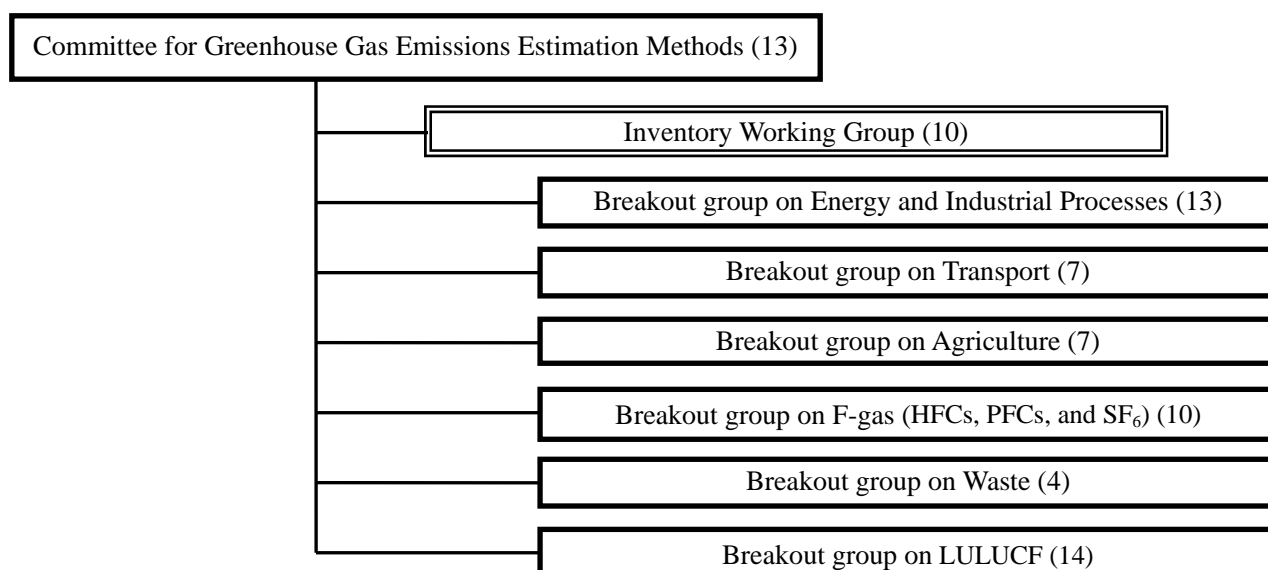 Committee for Greenhouse Gas Emissions Estimation Methods (13)
Inventory Working Group (10)
Breakout group on Energy and Industrial Processes (13)
Breakout group on Transport (7)
Breakout group on Agriculture (7)
Breakout group on F-gas (HFCs, PFCs, and SF₆) (10)
Breakout group on Waste (4)
Breakout group on LULUCF (14)